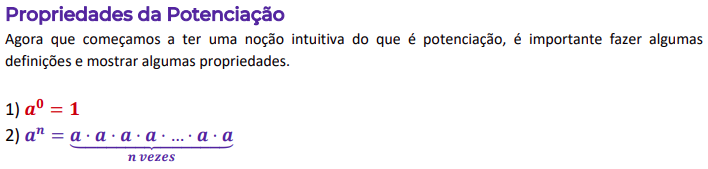 Propriedades da Potenciação
Agora que começamos a ter uma noção intuitiva do que é potenciação, é importante fazer algumas
definições e mostrar algumas propriedades.
1) a⁰ = 1
2) aⁿ = a · a · a · a · ... · a · a
n vezes